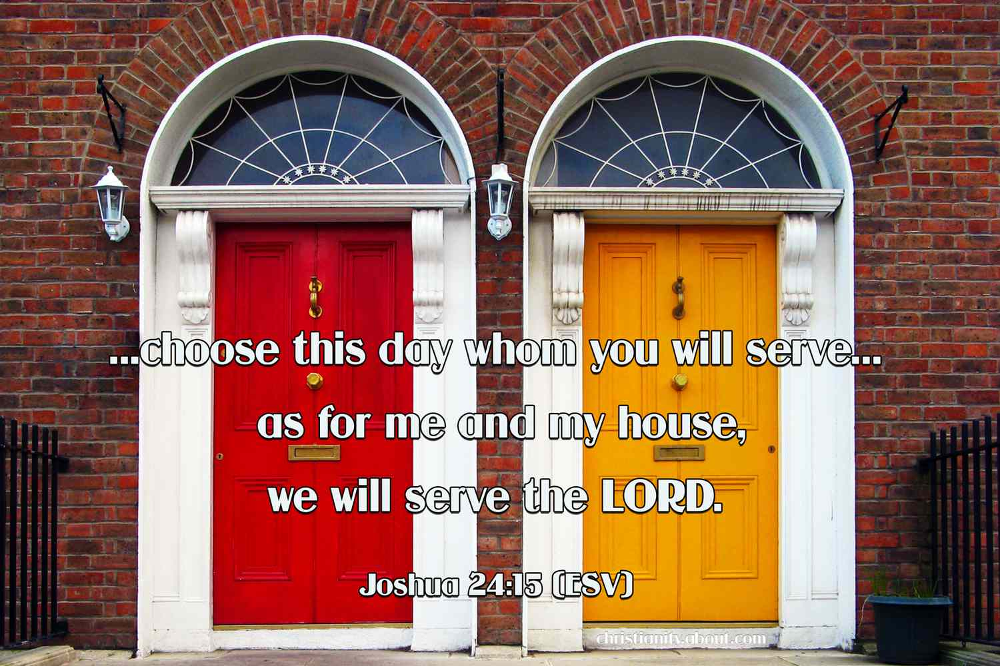 ...choose this day whom you will serve...
as for me and my house,
we will serve the LORD.
Joshua 24:15 (ESV)
christianity.about.com